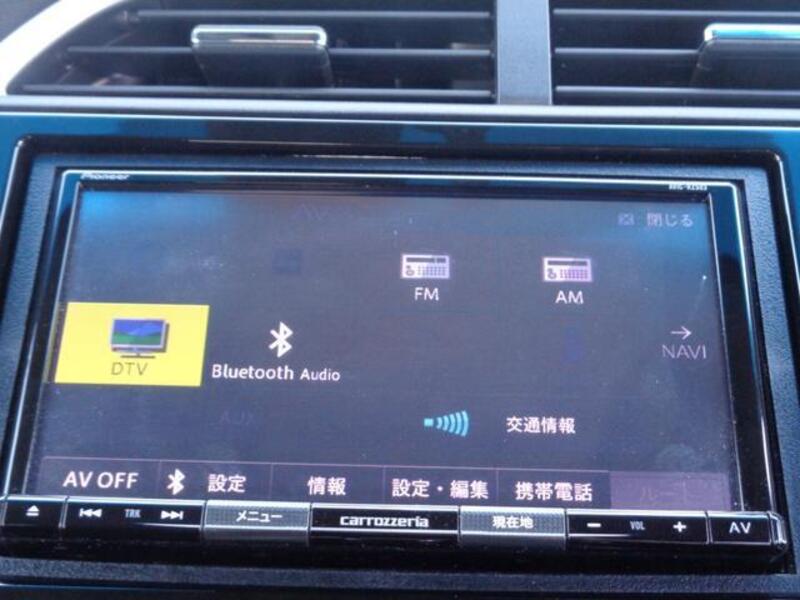 Pioneer
閉じる
FM
AM
DTV
Bluetooth Audio
NAVI
交通情報
AV OFF
設定
情報
設定・編集
携帯電話
TRK
メニュー
carrozzeria
現在地
− VOL +
AV